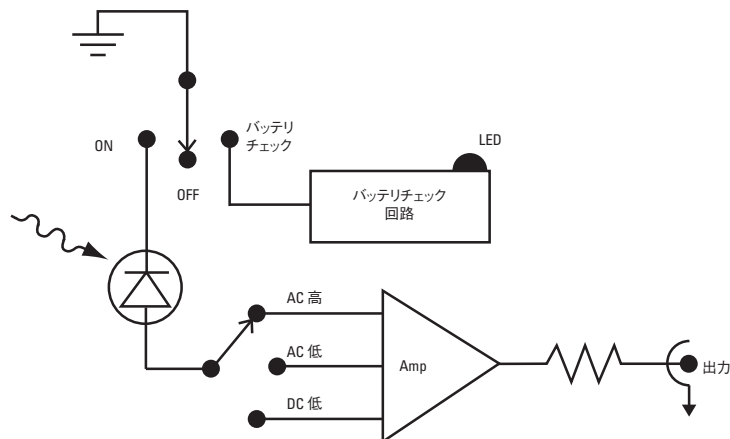 ON
OFF
バッテリ
チェック
LED
バッテリチェック
回路
AC 高
AC 低
DC 低
Amp
出力